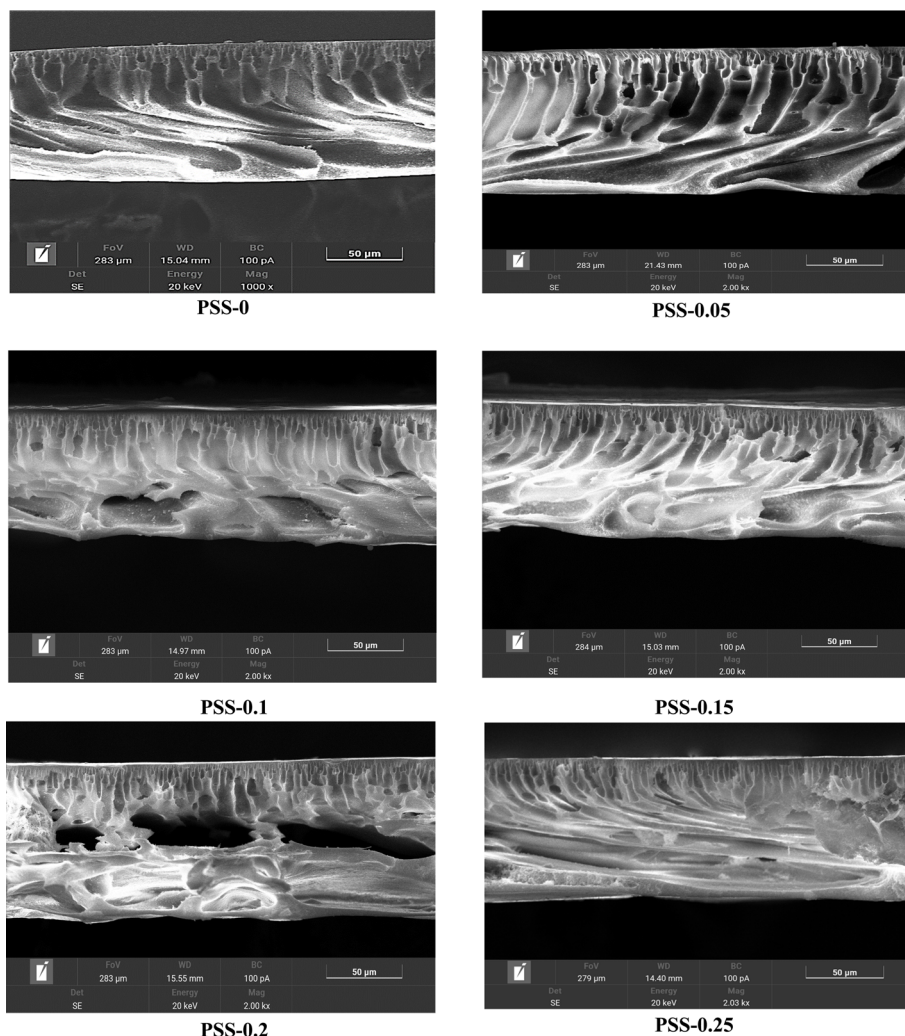 FoV WD BC
283 µm 15.04 mm 100 pA 50 µm
Det Energy Mag
SE 20 keV 1000 x
PSS-0
FoV WD BC
283 µm 21.43 mm 100 pA 50 µm
Det Energy Mag
SE 20 keV 2.00 kx
PSS-0.05
FoV WD BC
283 µm 14.97 mm 100 pA 50 µm
Det Energy Mag
SE 20 keV 2.00 kx
PSS-0.1
FoV WD BC
284 µm 15.03 mm 100 pA 50 µm
Det Energy Mag
SE 20 keV 2.00 kx
PSS-0.15
FoV WD BC
283 µm 15.55 mm 100 pA 50 µm
Det Energy Mag
SE 20 keV 2.00 kx
PSS-0.2
FoV WD BC
279 µm 14.40 mm 100 pA 50 µm
Det Energy Mag
SE 20 keV 2.03 kx
PSS-0.25